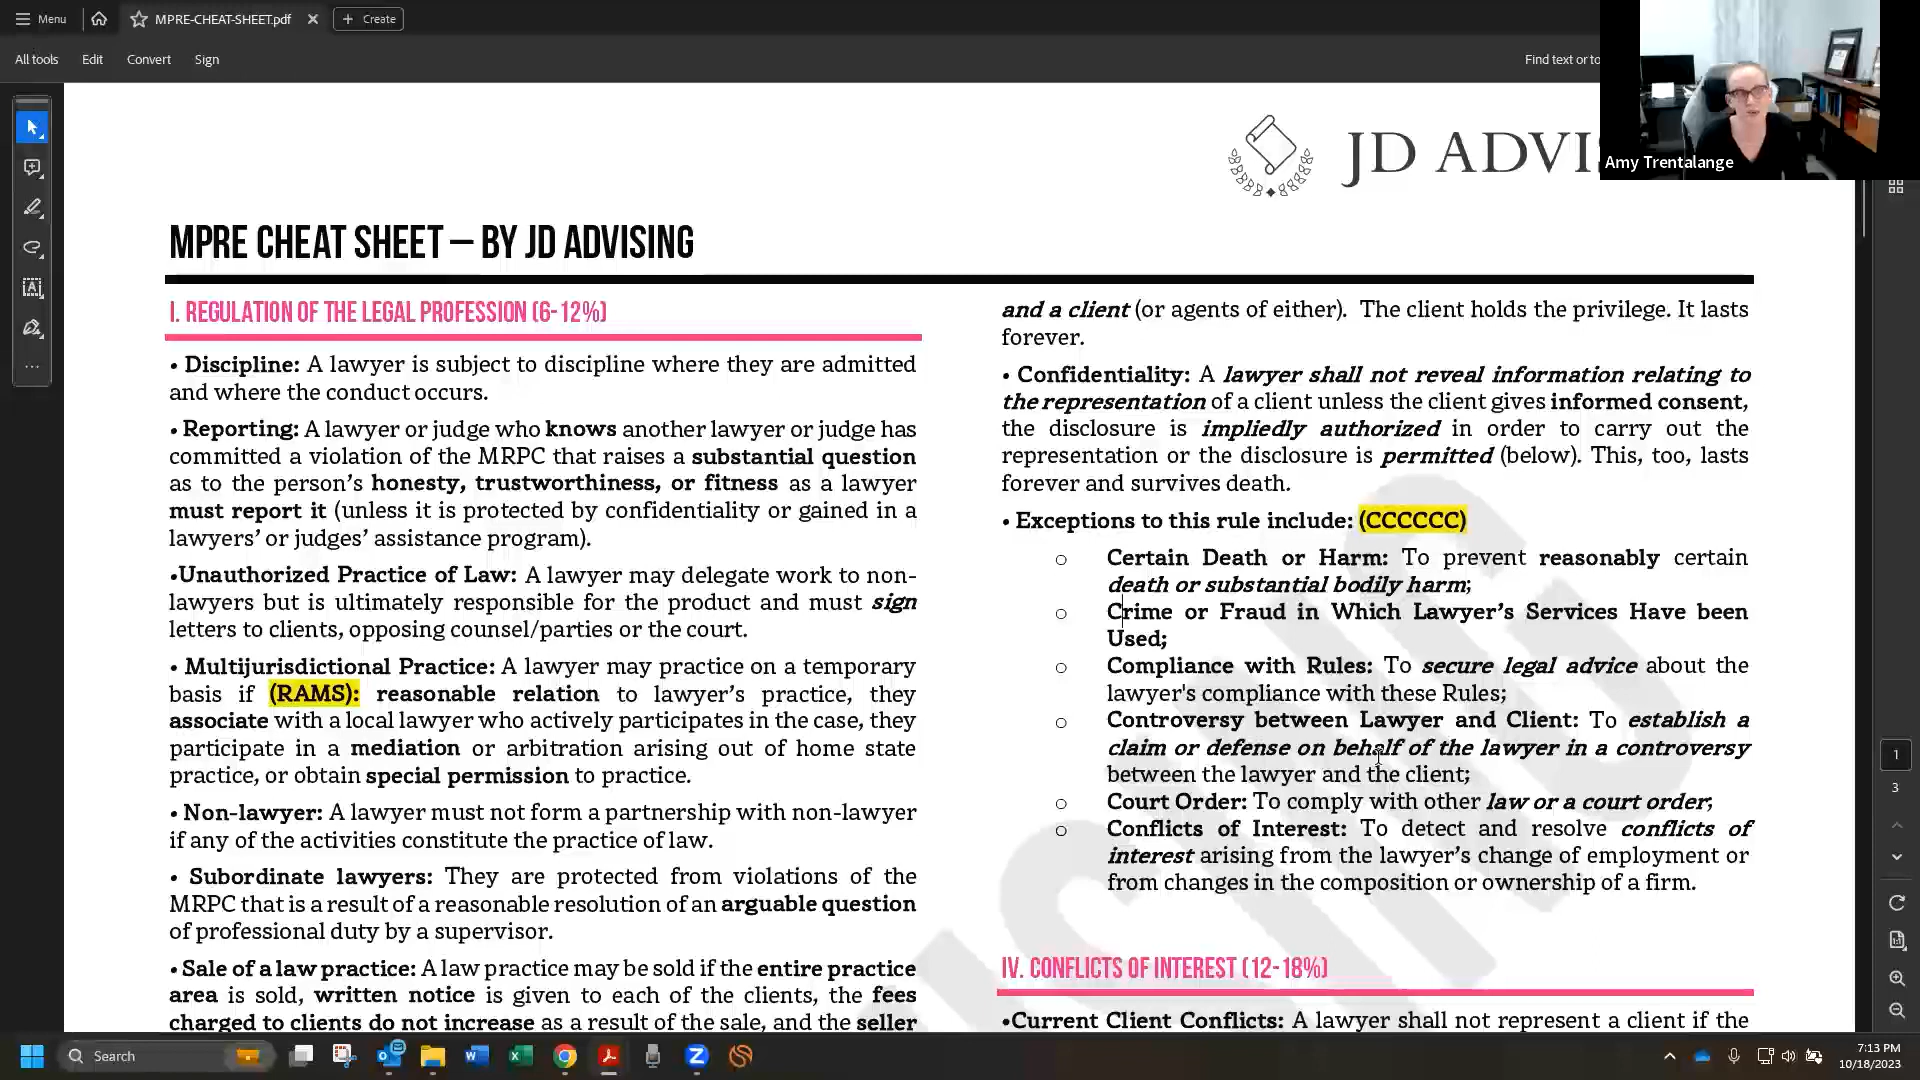 Menu
MPRE-CHEAT-SHEET.pdf
Create
All tools
Edit
Convert
Sign
Find text or to
Amy Trentalange
JD ADVIS
MPRE CHEAT SHEET – BY JD ADVISING
I. REGULATION OF THE LEGAL PROFESSION (6-12%)
• Discipline: A lawyer is subject to discipline where they are admitted
and where the conduct occurs.
• Reporting: A lawyer or judge who knows another lawyer or judge has
committed a violation of the MRPC that raises a substantial question
as to the person’s honesty, trustworthiness, or fitness as a lawyer
must report it (unless it is protected by confidentiality or gained in a
lawyers’ or judges’ assistance program).
•Unauthorized Practice of Law: A lawyer may delegate work to non-
lawyers but is ultimately responsible for the product and must sign
letters to clients, opposing counsel/parties or the court.
• Multijurisdictional Practice: A lawyer may practice on a temporary
basis if (RAMS): reasonable relation to lawyer’s practice, they
associate with a local lawyer who actively participates in the case, they
participate in a mediation or arbitration arising out of home state
practice, or obtain special permission to practice.
• Non-lawyer: A lawyer must not form a partnership with non-lawyer
if any of the activities constitute the practice of law.
• Subordinate lawyers: They are protected from violations of the
MRPC that is a result of a reasonable resolution of an arguable question
of professional duty by a supervisor.
• Sale of a law practice: A law practice may be sold if the entire practice
area is sold, written notice is given to each of the clients, the fees
charged to clients do not increase as a result of the sale, and the seller
and a client (or agents of either). The client holds the privilege. It lasts
forever.
• Confidentiality: A lawyer shall not reveal information relating to
the representation of a client unless the client gives informed consent,
the disclosure is impliedly authorized in order to carry out the
representation or the disclosure is permitted (below). This, too, lasts
forever and survives death.
• Exceptions to this rule include: (CCCCCC)
o Certain Death or Harm: To prevent reasonably certain
death or substantial bodily harm;
o Crime or Fraud in Which Lawyer’s Services Have been
Used;
o Compliance with Rules: To secure legal advice about the
lawyer's compliance with these Rules;
o Controversy between Lawyer and Client: To establish a
claim or defense on behalf of the lawyer in a controversy
between the lawyer and the client;
o Court Order: To comply with other law or a court order;
o Conflicts of Interest: To detect and resolve conflicts of
interest arising from the lawyer’s change of employment or
from changes in the composition or ownership of a firm.
IV. CONFLICTS OF INTEREST (12-18%)
•Current Client Conflicts: A lawyer shall not represent a client if the
1
3
Search
7:13 PM
10/18/2023